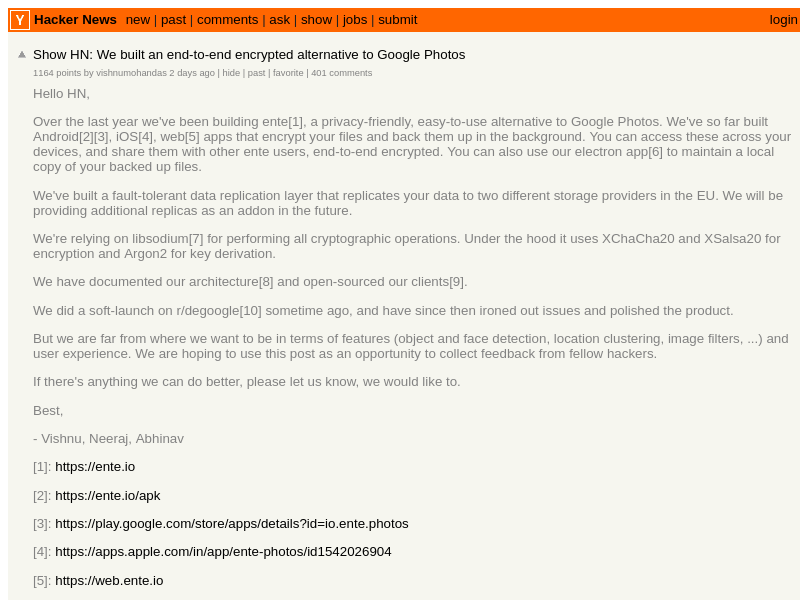 Y Hacker News new | past | comments | ask | show | jobs | submit login
Show HN: We built an end-to-end encrypted alternative to Google Photos
1164 points by vishnumohandas 2 days ago | hide | past | favorite | 401 comments
Hello HN,
Over the last year we've been building ente[1], a privacy-friendly, easy-to-use alternative to Google Photos. We've so far built
Android[2][3], iOS[4], web[5] apps that encrypt your files and back them up in the background. You can access these across your
devices, and share them with other ente users, end-to-end encrypted. You can also use our electron app[6] to maintain a local
copy of your backed up files.
We've built a fault-tolerant data replication layer that replicates your data to two different storage providers in the EU. We will be
providing additional replicas as an addon in the future.
We're relying on libsodium[7] for performing all cryptographic operations. Under the hood it uses XChaCha20 and XSalsa20 for
encryption and Argon2 for key derivation.
We have documented our architecture[8] and open-sourced our clients[9].
We did a soft-launch on r/degoogle[10] sometime ago, and have since then ironed out issues and polished the product.
But we are far from where we want to be in terms of features (object and face detection, location clustering, image filters, ...) and
user experience. We are hoping to use this post as an opportunity to collect feedback from fellow hackers.
If there's anything we can do better, please let us know, we would like to.
Best,
- Vishnu, Neeraj, Abhinav
[1]: https://ente.io
[2]: https://ente.io/apk
[3]: https://play.google.com/store/apps/details?id=io.ente.photos
[4]: https://apps.apple.com/in/app/ente-photos/id1542026904
[5]: https://web.ente.io